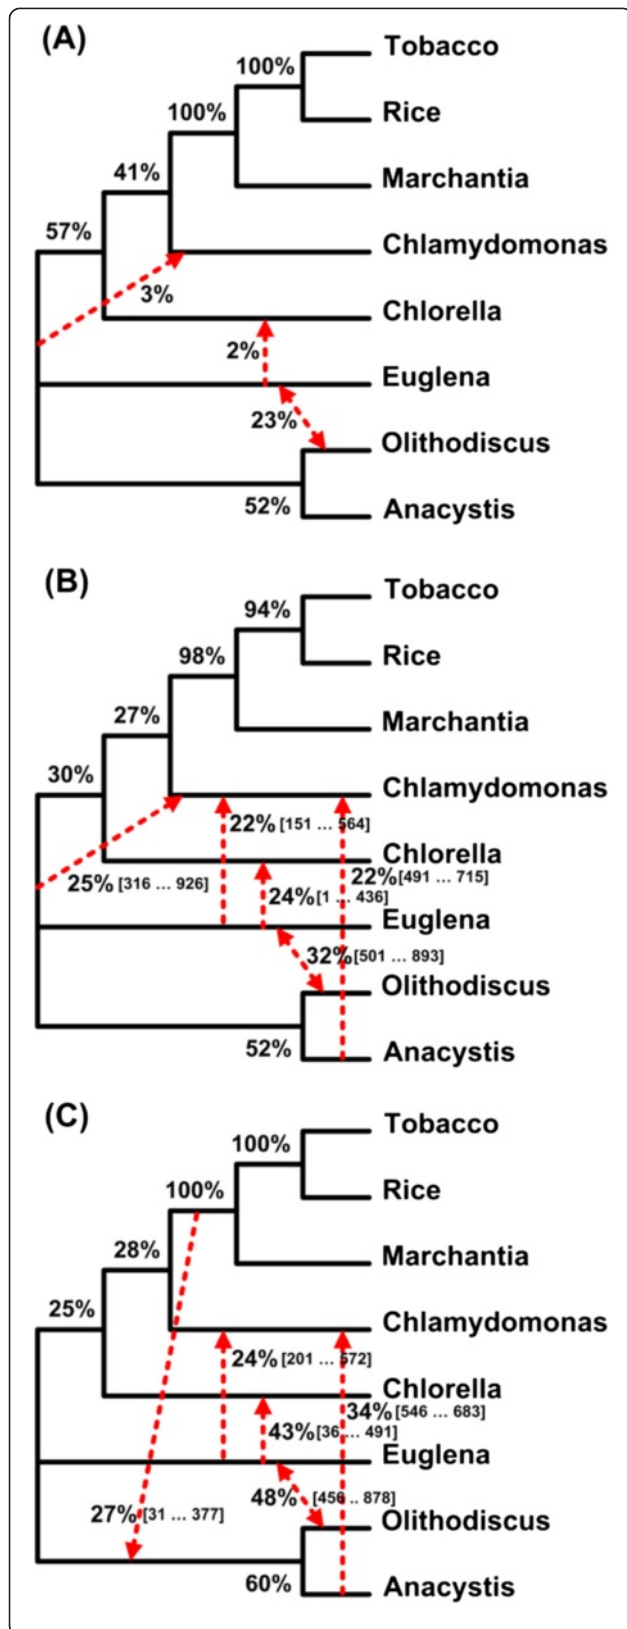 (A)
Tobacco
100%
Rice
100%
Marchantia
41%
Chlamydomonas
57%
3%
Chlorella
2%
Euglena
23%
Olithodiscus
52%
Anacystis
(B)
Tobacco
94%
Rice
98%
Marchantia
27%
Chlamydomonas
30%
22% [151 ... 564]
Chlorella
25% [316 ... 926]
22% [491 ... 715]
24% [1 ... 436]
Euglena
32% [501 ... 893]
Olithodiscus
52%
Anacystis
(C)
Tobacco
100%
Rice
100%
Marchantia
28%
Chlamydomonas
25%
24% [201 ... 572]
Chlorella
34% [546 ... 683]
43% [36 ... 491]
Euglena
48% [456 .. 878]
27% [31 ... 377]
Olithodiscus
60%
Anacystis